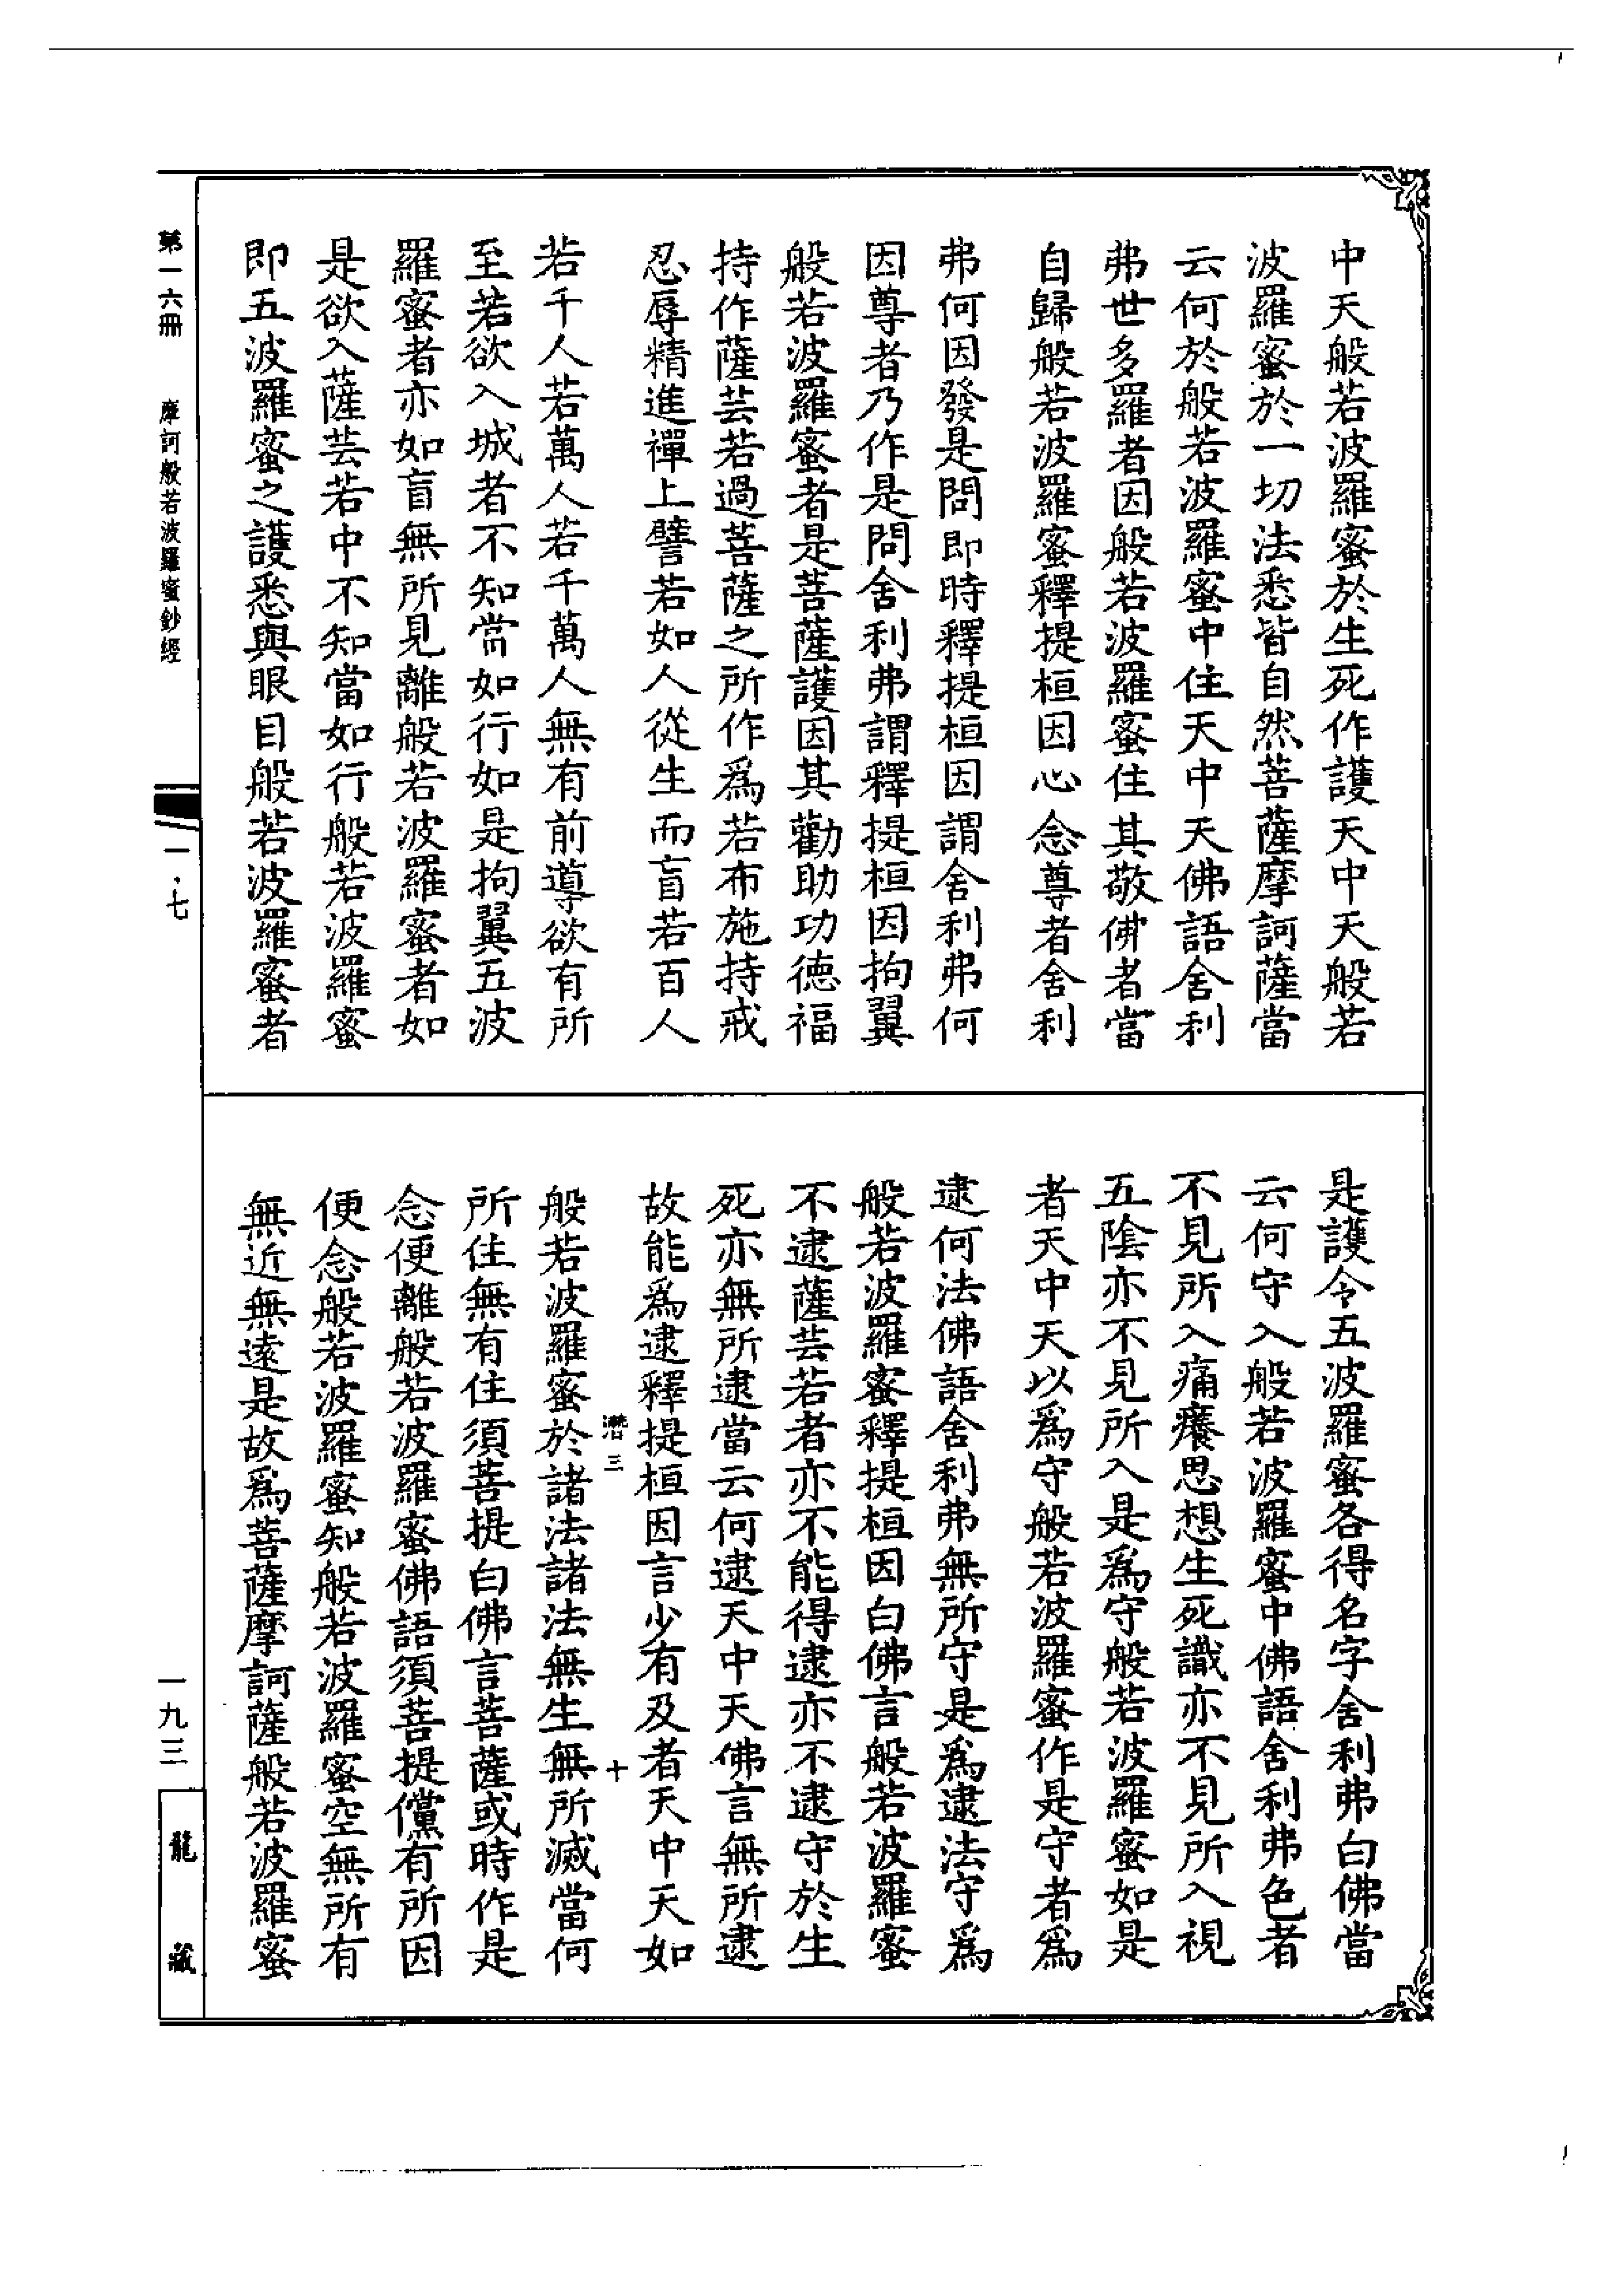 中天般若波羅蜜於生死作護天中天般若
波羅蜜於一切法悉皆自然菩薩摩訶薩當
云何於般若波羅蜜中住天中天佛語舍利
弗世多羅者因般若波羅蜜住其敬佛者當
自歸般若波羅蜜釋提桓因心念尊者舍利
弗何因發是問即時釋提桓因謂舍利弗何
因尊者乃作是問舍利弗謂釋提桓因拘翼
般若波羅蜜者是菩薩護因其勸助功德福
持作薩芸若過菩薩之所作爲若布施持戒
忍辱精進禪上譬若如人從生而盲若百人
若千人若萬人若千萬人無有前導欲有所
至若欲入城者不知當如行如是拘翼五波
羅蜜者亦如盲無所見離般若波羅蜜者如
是欲入薩芸若中不知當如行般若波羅蜜
即五波羅蜜之護悉與眼目般若波羅蜜者
是護令五波羅蜜各得名字舍利弗白佛當
云何守入般若波羅蜜中佛語舍利弗色者
不見所入痛癢思想生死識亦不見所入視
五陰亦不見所入是爲守般若波羅蜜如是
者天中天以爲守般若波羅蜜作是守者爲
逮何法佛語舍利弗無所守是爲逮法守爲
般若波羅蜜釋提桓因白佛言般若波羅蜜
不逮薩芸若者亦不能得逮亦不逮守於生
死亦無所逮當云何逮天中天佛言無所逮
故能爲逮釋提桓因言少有及者天中天如
潛三 十
般若波羅蜜於諸法諸法無生無所滅當何
所住無有住須菩提白佛言菩薩或時作是
念便離般若波羅蜜佛語須菩提儻有所因
便念般若波羅蜜知般若波羅蜜空無所有
無近無遠是故爲菩薩摩訶薩般若波羅蜜
第一六冊 摩訶般若波羅蜜鈔經
一·七
一九三
龍藏